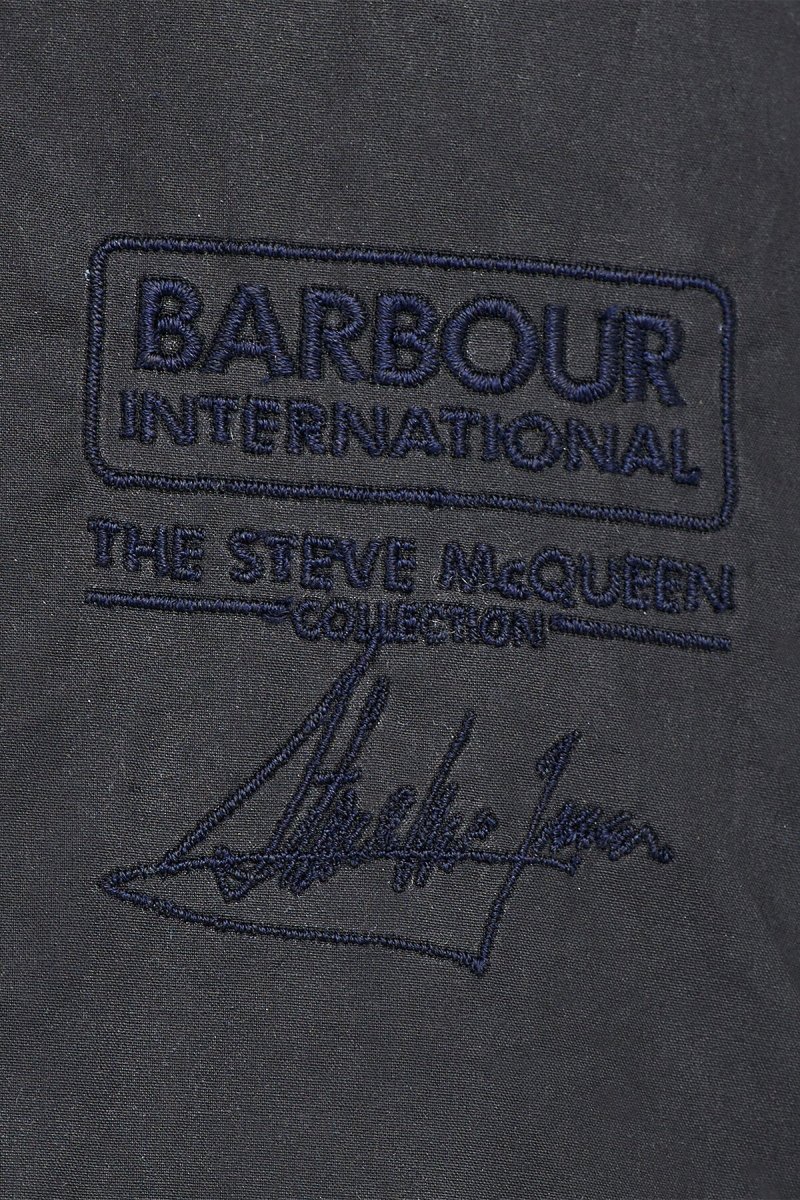 BARBOUR
INTERNATIONAL
THE STEVE McQUEEN
COLLECTION